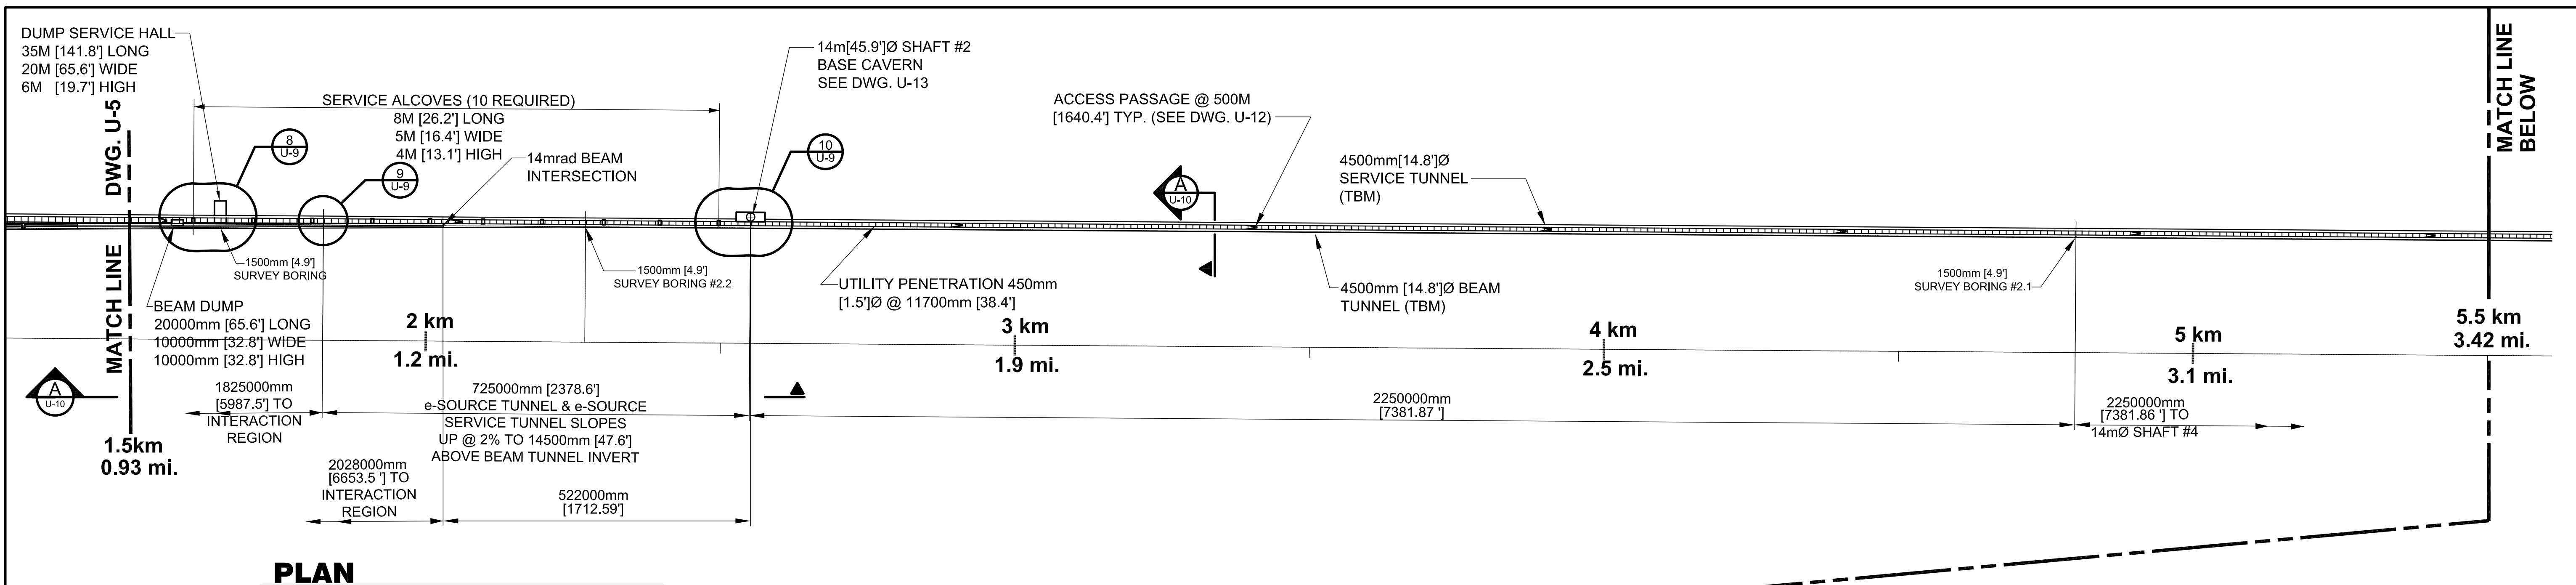 DUMP SERVICE HALL
35M [141.8'] LONG
20M [65.6'] WIDE
6M [19.7'] HIGH
MATCH LINE DWG. U-5
SERVICE ALCOVES (10 REQUIRED)
8M [26.2'] LONG
5M [16.4'] WIDE
4M [13.1'] HIGH
8
U-9
9
U-9
14mrad BEAM
INTERSECTION
14m[45.9']Ø SHAFT #2
BASE CAVERN
SEE DWG. U-13
10
U-9
ACCESS PASSAGE @ 500M
[1640.4'] TYP. (SEE DWG. U-12)
A
U-10
4500mm[14.8']Ø
SERVICE TUNNEL
(TBM)
MATCH LINE
BELOW
1500mm [4.9']
SURVEY BORING
BEAM DUMP
20000mm [65.6'] LONG
10000mm [32.8'] WIDE
10000mm [32.8'] HIGH
1500mm [4.9']
SURVEY BORING #2.2
UTILITY PENETRATION 450mm
[1.5']Ø @ 11700mm [38.4']
4500mm [14.8']Ø BEAM
TUNNEL (TBM)
1500mm [4.9']
SURVEY BORING #2.1
2 km
1.2 mi.
3 km
1.9 mi.
4 km
2.5 mi.
5 km
3.1 mi.
5.5 km
3.42 mi.
A
U-10
1825000mm
[5987.5'] TO
INTERACTION
REGION
725000mm [2378.6']
e-SOURCE TUNNEL & e-SOURCE
SERVICE TUNNEL SLOPES
UP @ 2% TO 14500mm [47.6']
ABOVE BEAM TUNNEL INVERT
2250000mm
[7381.87 ']
2250000mm
[7381.86 '] TO
14mØ SHAFT #4
1.5km
0.93 mi.
2028000mm
[6653.5 '] TO
INTERACTION
REGION
522000mm
[1712.59']
PLAN